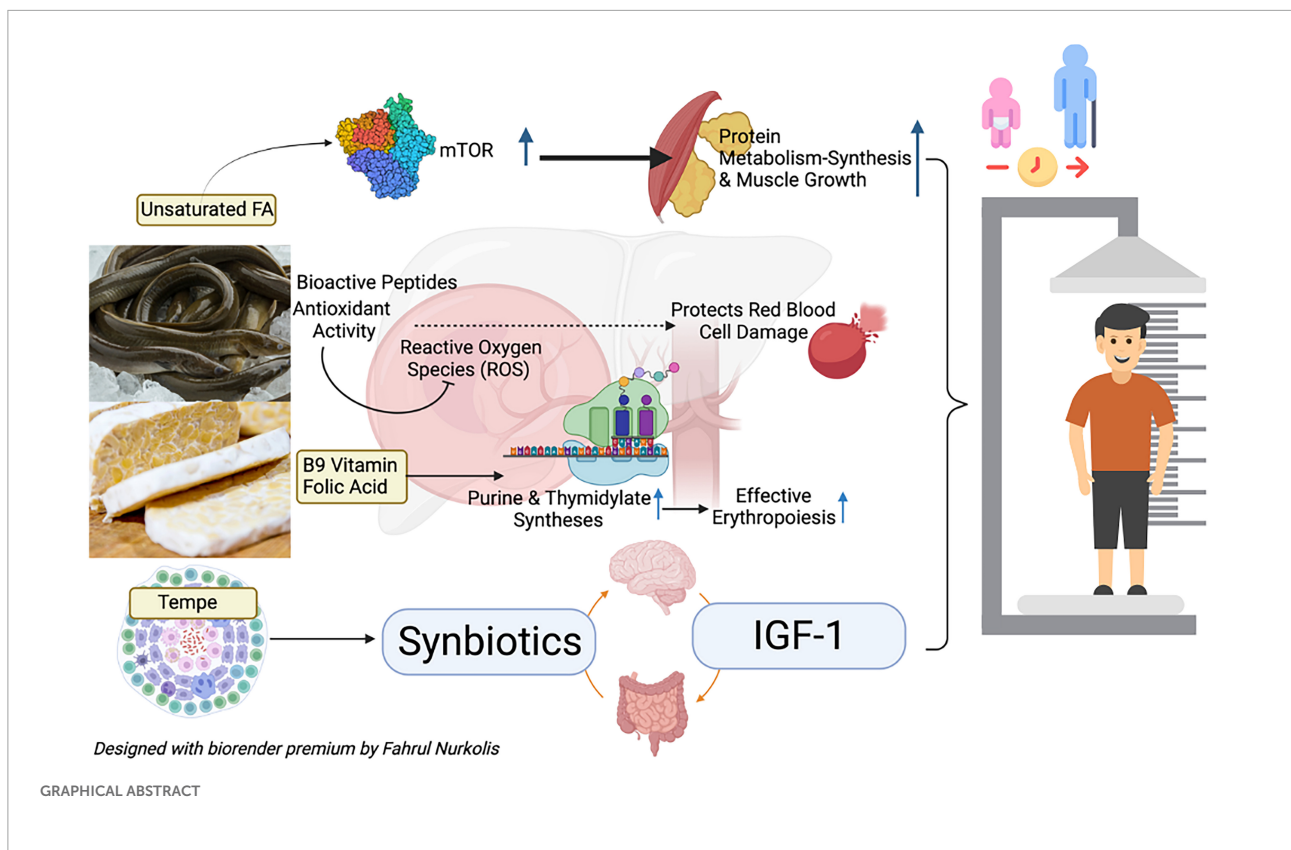 mTOR
Protein
Metabolism-Synthesis
& Muscle Growth
Unsaturated FA
Bioactive Peptides
Antioxidant
Activity
Reactive Oxygen
Species (ROS)
Protects Red Blood
Cell Damage
B9 Vitamin
Folic Acid
Purine & Thymidylate
Syntheses
Effective
Erythropoiesis
Tempe
Synbiotics
IGF-1
Designed with biorender premium by Fahrul Nurkolis
GRAPHICAL ABSTRACT